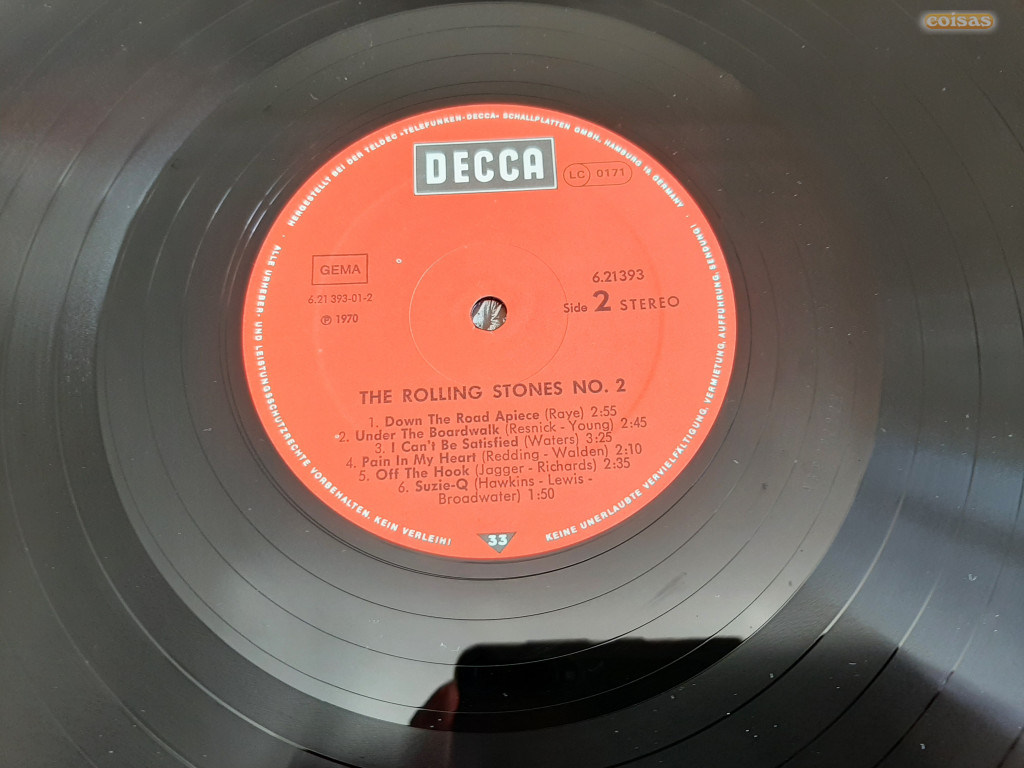 coisas
HERGESTELLT BEI DER TELDEC »TELEFUNKEN-DECCA« SCHALLPLATTEN GMBH, HAMBURG 19, GERMANY ·
DECCA
LC 0171
GEMA
6.21 393-01-2
℗ 1970
6.21393
Side 2 STEREO
THE ROLLING STONES NO. 2
1. Down The Road Apiece (Raye) 2:55
2. Under The Boardwalk (Resnick - Young) 2:45
3. I Can't Be Satisfied (Waters) 3:25
4. Pain In My Heart (Redding - Walden) 2:10
5. Off The Hook (Jagger - Richards) 2:35
6. Suzie-Q (Hawkins - Lewis -
Broadwater) 1:50
33
ALLE URHEBER- UND LEISTUNGSSCHUTZRECHTE VORBEHALTEN. KEIN VERLEIH!
KEINE UNERLAUBTE VERVIELFÄLTIGUNG, VERMIETUNG, AUFFÜHRUNG, SENDUNG!